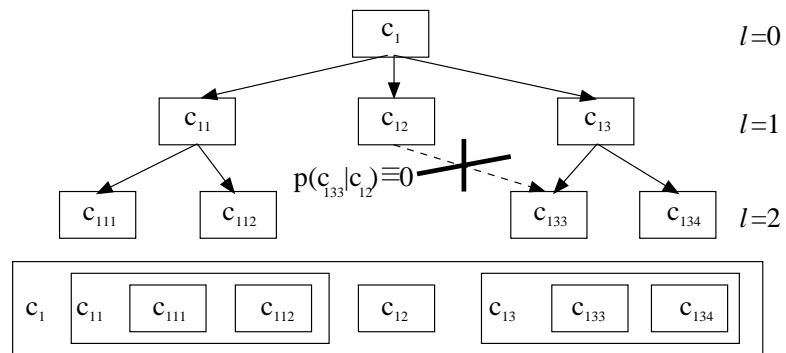 c₁ l=0
c₁₁ c₁₂ c₁₃ l=1
p(c₁₃₃|c₁₂)≡0
c₁₁₁ c₁₁₂ c₁₃₃ c₁₃₄ l=2
c₁ c₁₁ c₁₁₁ c₁₁₂ c₁₂ c₁₃ c₁₃₃ c₁₃₄